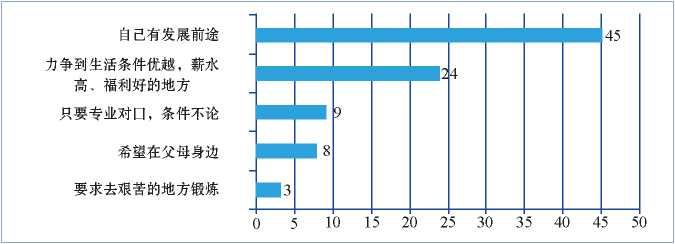 自己有发展前途
45
力争到生活条件优越，薪水
高、福利好的地方
24
只要专业对口，条件不论
9
希望在父母身边
8
要求去艰苦的地方锻炼
3
0 5 10 15 20 25 30 35 40 45 50